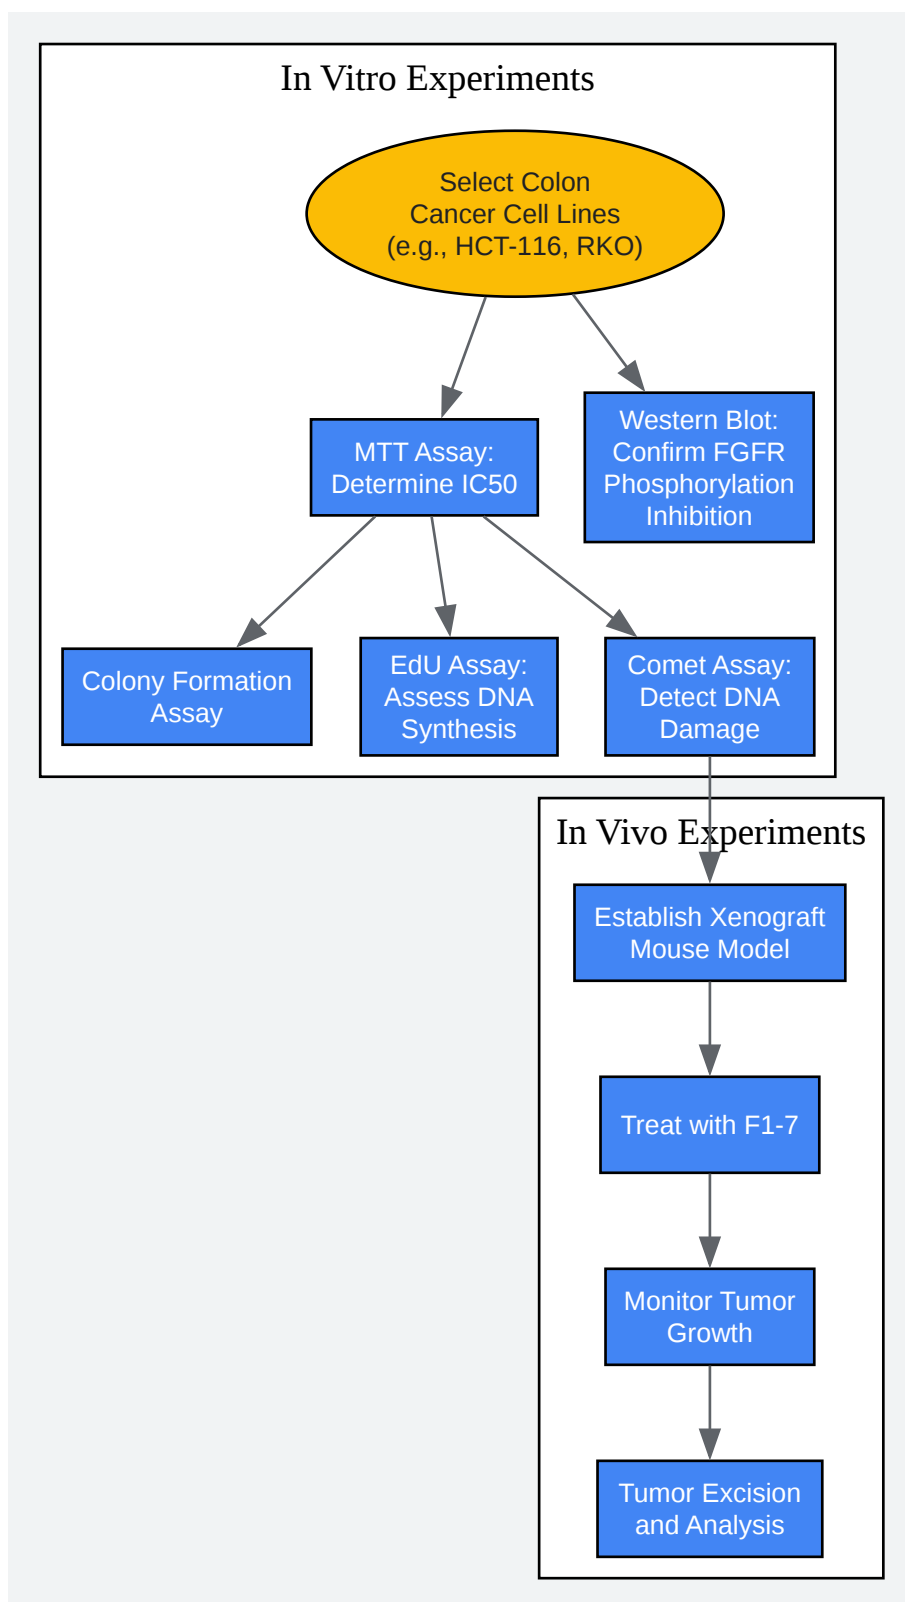 In Vitro Experiments
Select Colon
Cancer Cell Lines
(e.g., HCT-116, RKO)
MTT Assay:
Determine IC50
Western Blot:
Confirm FGFR
Phosphorylation
Inhibition
Colony Formation
Assay
EdU Assay:
Assess DNA
Synthesis
Comet Assay:
Detect DNA
Damage
In Vivo Experiments
Establish Xenograft
Mouse Model
Treat with F1-7
Monitor Tumor
Growth
Tumor Excision
and Analysis